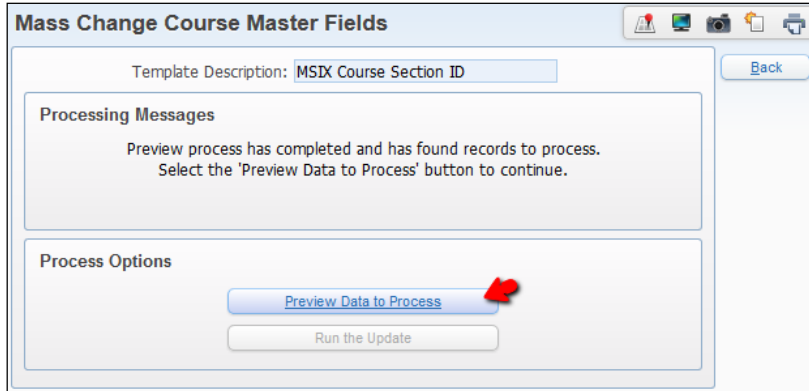 Mass Change Course Master Fields
Back
Template Description: MSIX Course Section ID
Processing Messages
Preview process has completed and has found records to process.
Select the 'Preview Data to Process' button to continue.
Process Options
Preview Data to Process
Run the Update